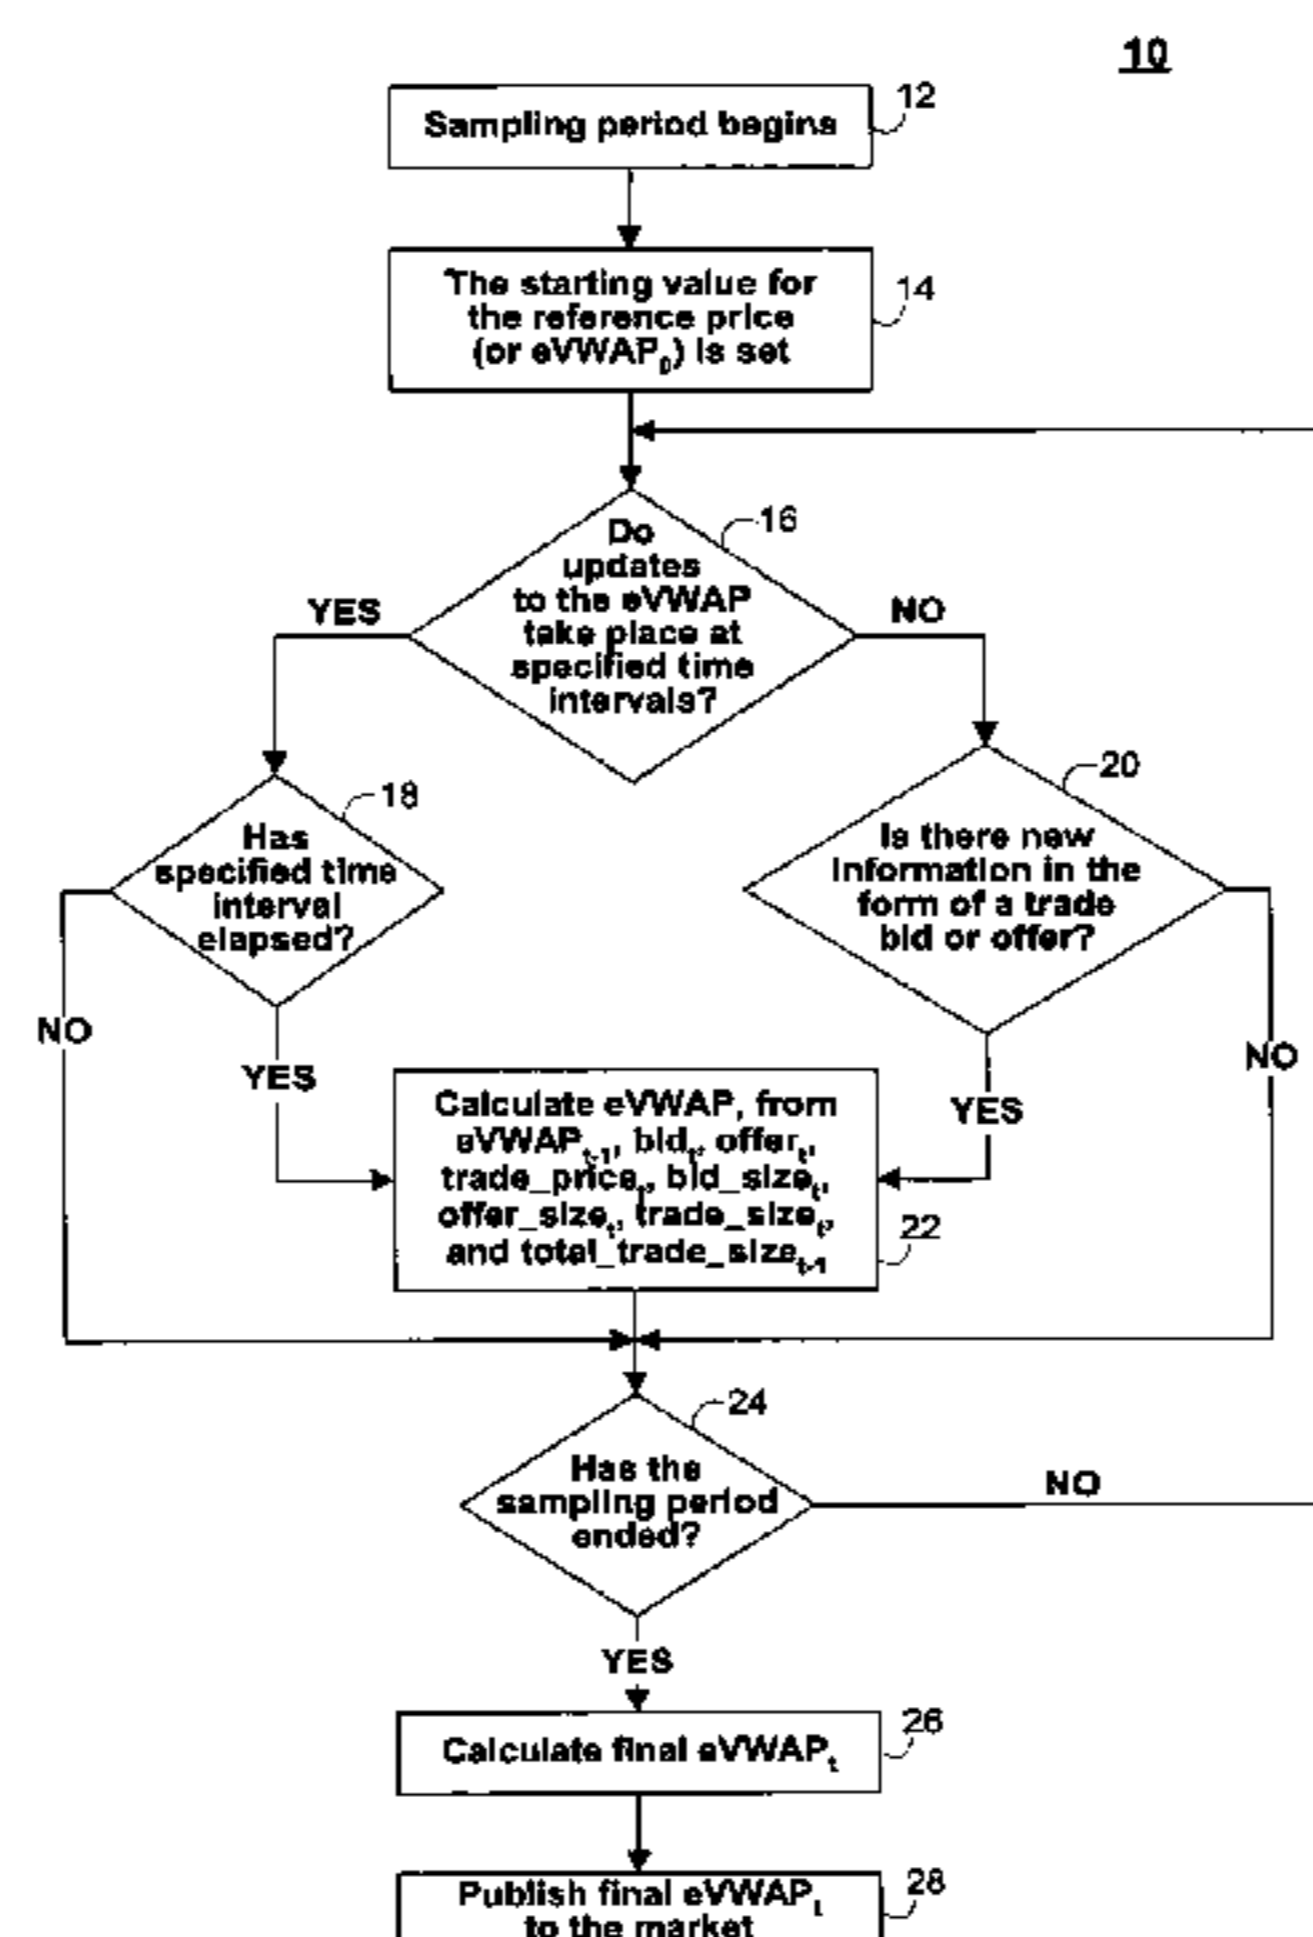 10
Sampling period begins
12
The starting value for
the reference price
(or eVWAP₀) is set
14
Do
updates
to the eVWAP
take place at
specified time
intervals?
16
YES
NO
Has
specified time
interval
elapsed?
18
Is there new
information in the
form of a trade
bid or offer?
20
NO
YES
YES
NO
Calculate eVWAP, from
eVWAPₜ₋₁, bidₜ, offerₜ,
trade_priceₜ, bid_sizeₜ,
offer_sizeₜ, trade_sizeₜ,
and total_trade_sizeₜ₋₁
22
Has the
sampling period
ended?
24
NO
YES
Calculate final eVWAPₜ
26
Publish final eVWAPₜ
to the market
28